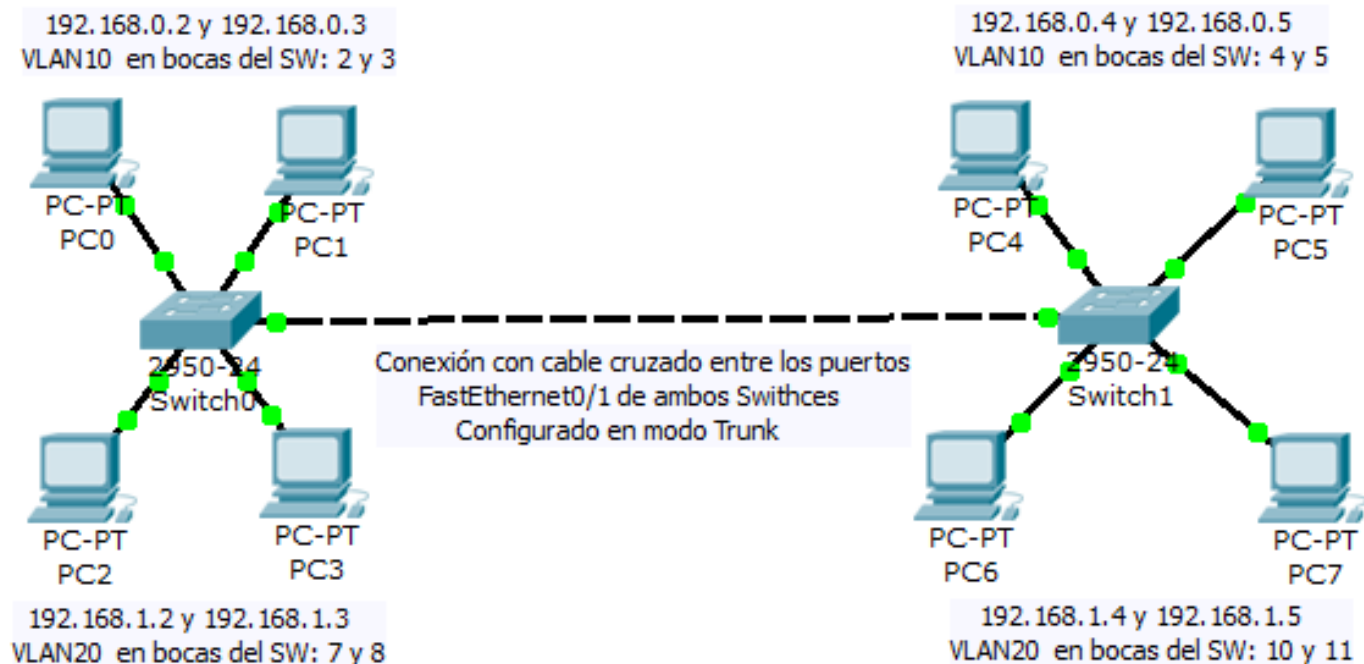 192.168.0.2 y 192.168.0.3
VLAN10 en bocas del SW: 2 y 3
192.168.0.4 y 192.168.0.5
VLAN10 en bocas del SW: 4 y 5
PC-PT
PC0
PC-PT
PC1
PC-PT
PC4
PC-PT
PC5
2950-24
Switch0
Conexión con cable cruzado entre los puertos
FastEthernet0/1 de ambos Swithces
Configurado en modo Trunk
2950-24
Switch1
PC-PT
PC2
PC-PT
PC3
PC-PT
PC6
PC-PT
PC7
192.168.1.2 y 192.168.1.3
VLAN20 en bocas del SW: 7 y 8
192.168.1.4 y 192.168.1.5
VLAN20 en bocas del SW: 10 y 11